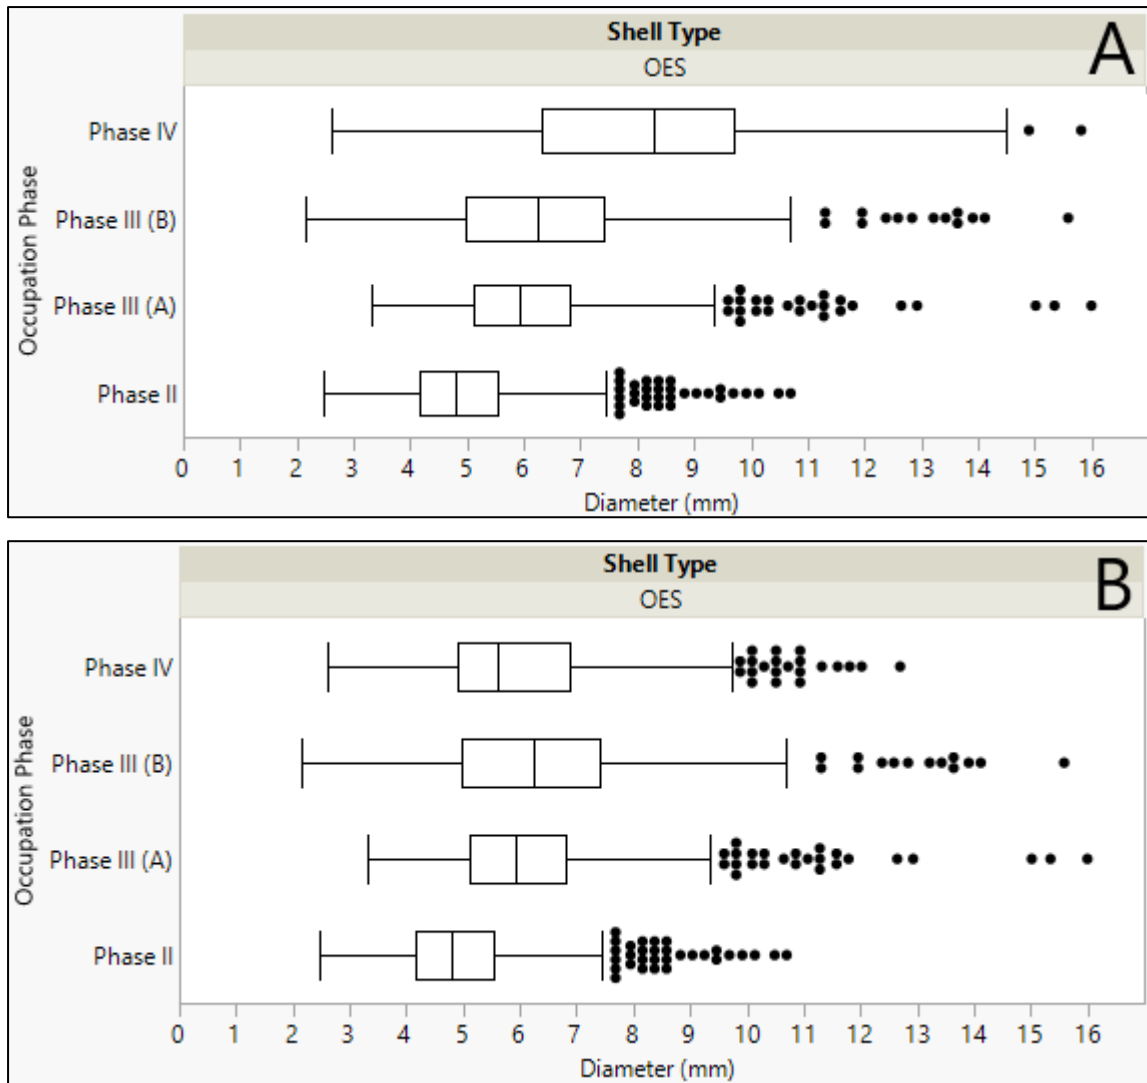 Shell Type
A
OES
Phase IV
Phase III (B)
Phase III (A)
Phase II
Occupation Phase
0 1 2 3 4 5 6 7 8 9 10 11 12 13 14 15 16
Diameter (mm)
Shell Type
B
OES
Phase IV
Phase III (B)
Phase III (A)
Phase II
Occupation Phase
0 1 2 3 4 5 6 7 8 9 10 11 12 13 14 15 16
Diameter (mm)